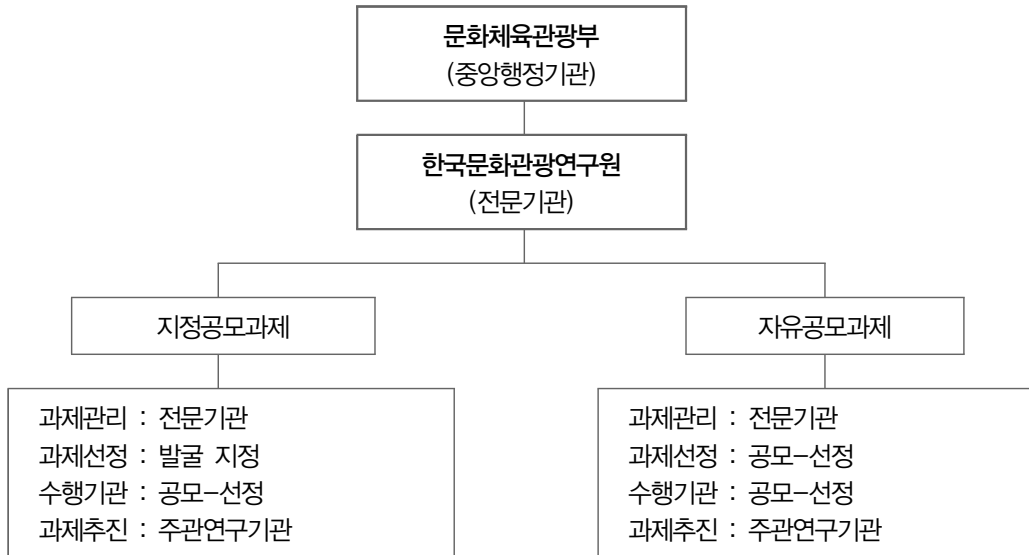 문화체육관광부
(중앙행정기관)
한국문화관광연구원
(전문기관)
지정공모과제
자유공모과제
과제관리 : 전문기관
과제선정 : 발굴 지정
수행기관 : 공모-선정
과제추진 : 주관연구기관
과제관리 : 전문기관
과제선정 : 공모-선정
수행기관 : 공모-선정
과제추진 : 주관연구기관